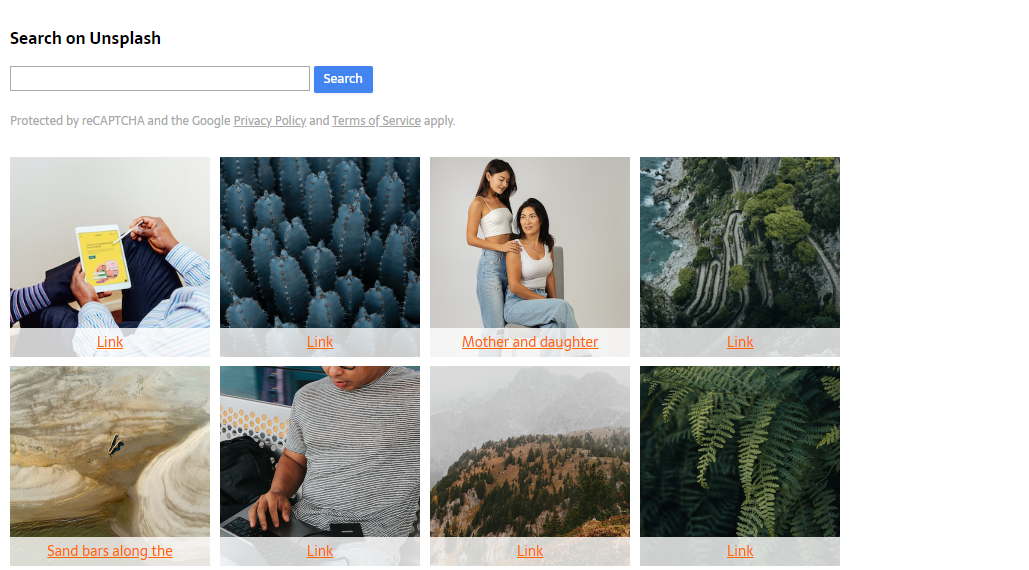 Search on Unsplash
Search
Protected by reCAPTCHA and the Google Privacy Policy and Terms of Service apply.
Link
Link
Mother and daughter
Link
Sand bars along the
Link
Link
Link